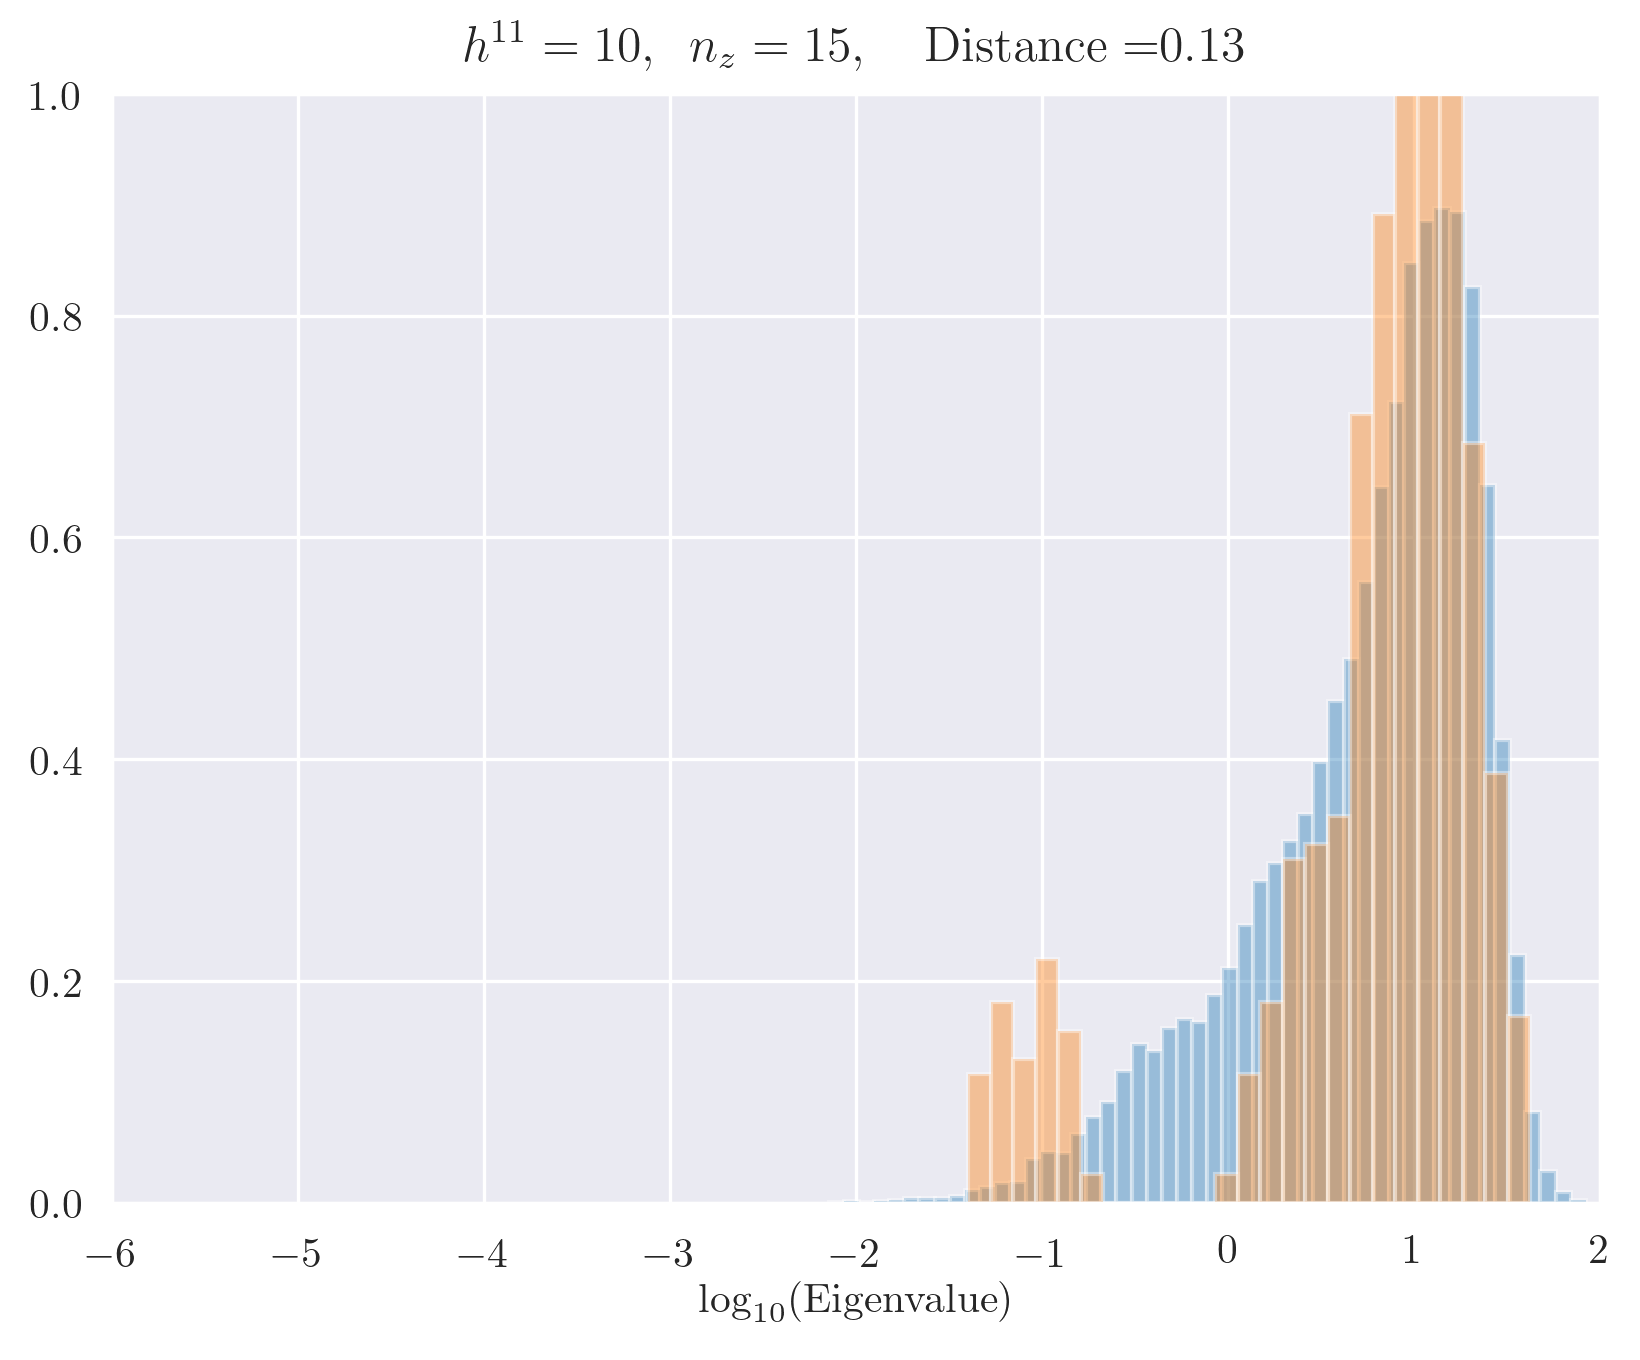 h¹¹ = 10, n_z = 15, Distance =0.13
1.0
0.8
0.6
0.4
0.2
0.0
−6 −5 −4 −3 −2 −1 0 1 2
log₁₀(Eigenvalue)